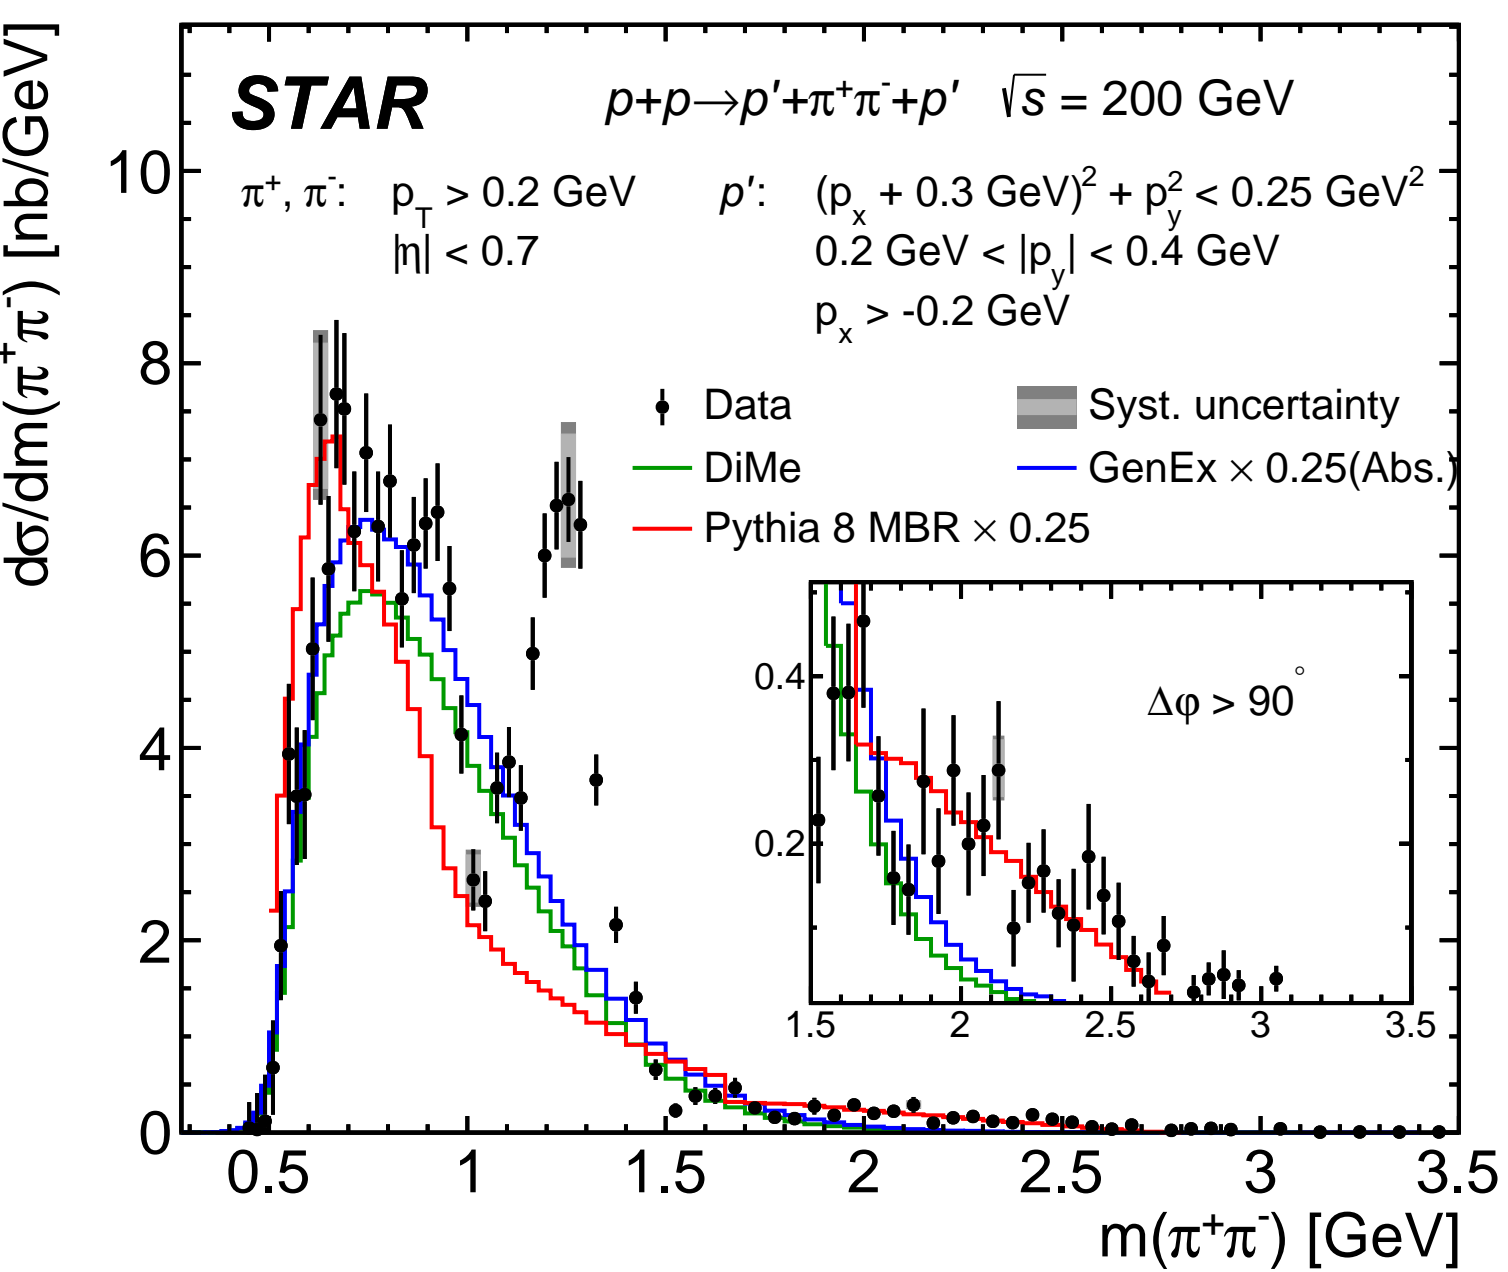 STAR p+p→p′+π⁺π⁻+p′ √s = 200 GeV
π⁺, π⁻: p_T > 0.2 GeV p′: (p_x + 0.3 GeV)² + p_y² < 0.25 GeV²
|η| < 0.7 0.2 GeV < |p_y| < 0.4 GeV
p_x > -0.2 GeV
Data Syst. uncertainty
DiMe GenEx × 0.25(Abs.)
Pythia 8 MBR × 0.25
Δφ > 90°
0.4
0.2
1.5 2 2.5 3 3.5
dσ/dm(π⁺π⁻) [nb/GeV]
10
8
6
4
2
0
0.5 1 1.5 2 2.5 3 3.5
m(π⁺π⁻) [GeV]